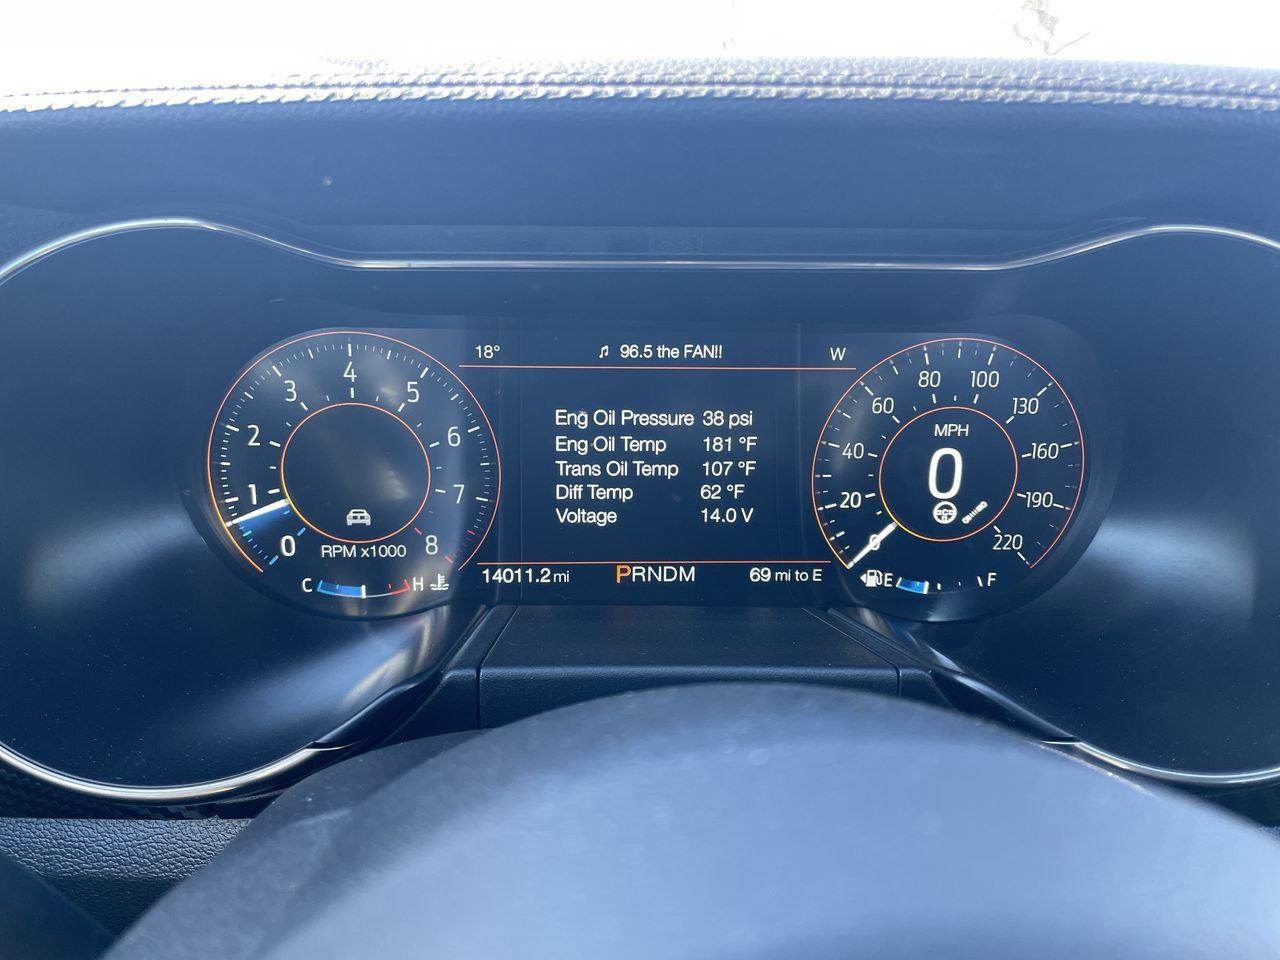 18° 96.5 the FAN!! W
0 1 2 3 4 5 6 7 8
RPM x1000
C H
Eng Oil Pressure 38 psi
Eng Oil Temp 181 °F
Trans Oil Temp 107 °F
Diff Temp 62 °F
Voltage 14.0 V
14011.2 mi PRNDM 69 mi to E
0 20 40 60 80 100 130 160 190 220
MPH
0
E F